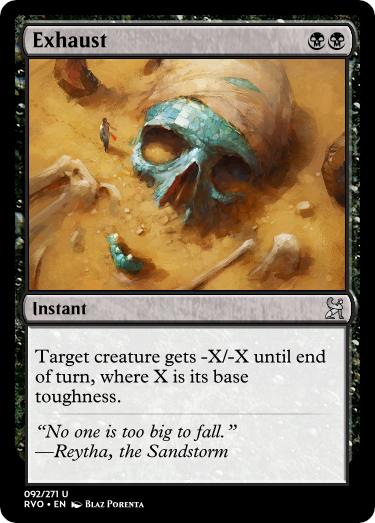 Exhaust
Instant
Target creature gets -X/-X until end
of turn, where X is its base
toughness.
“No one is too big to fall.”
—Reytha, the Sandstorm
092/271 U
RVO • EN Blaz Porenta